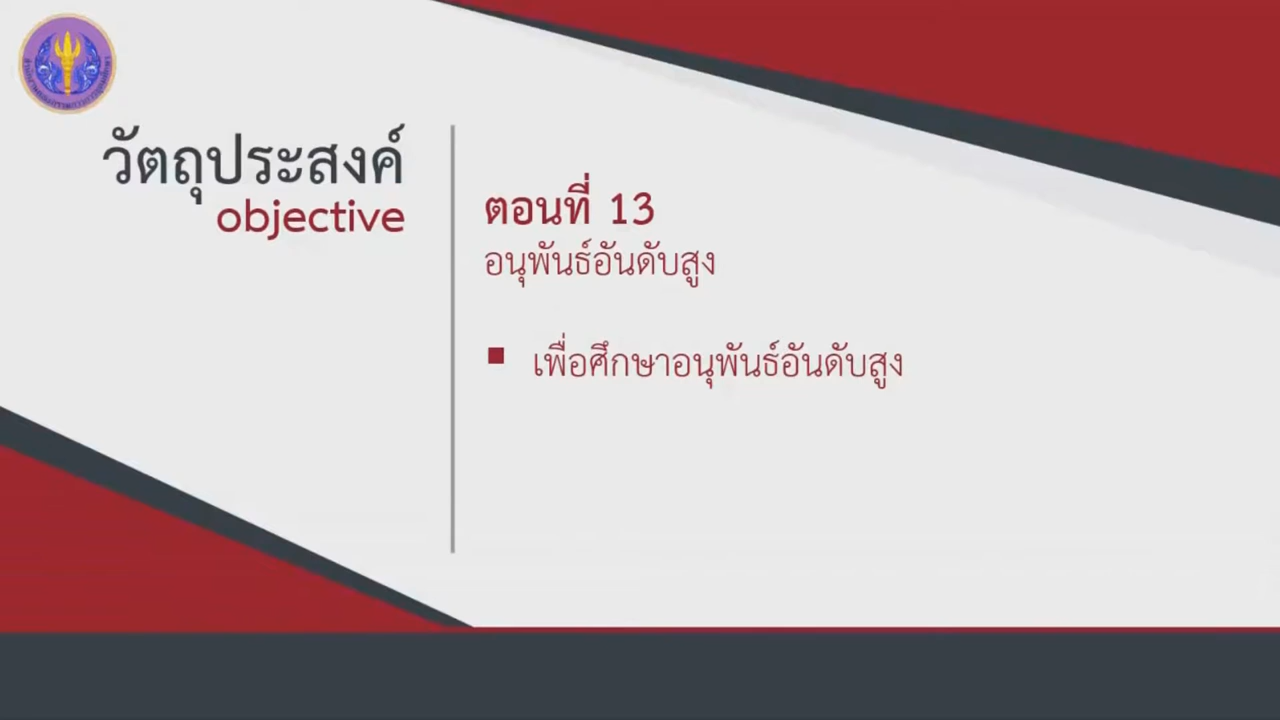 วัตถุประสงค์
objective
ตอนที่ 13
อนุพันธ์อันดับสูง
เพื่อศึกษาอนุพันธ์อันดับสูง